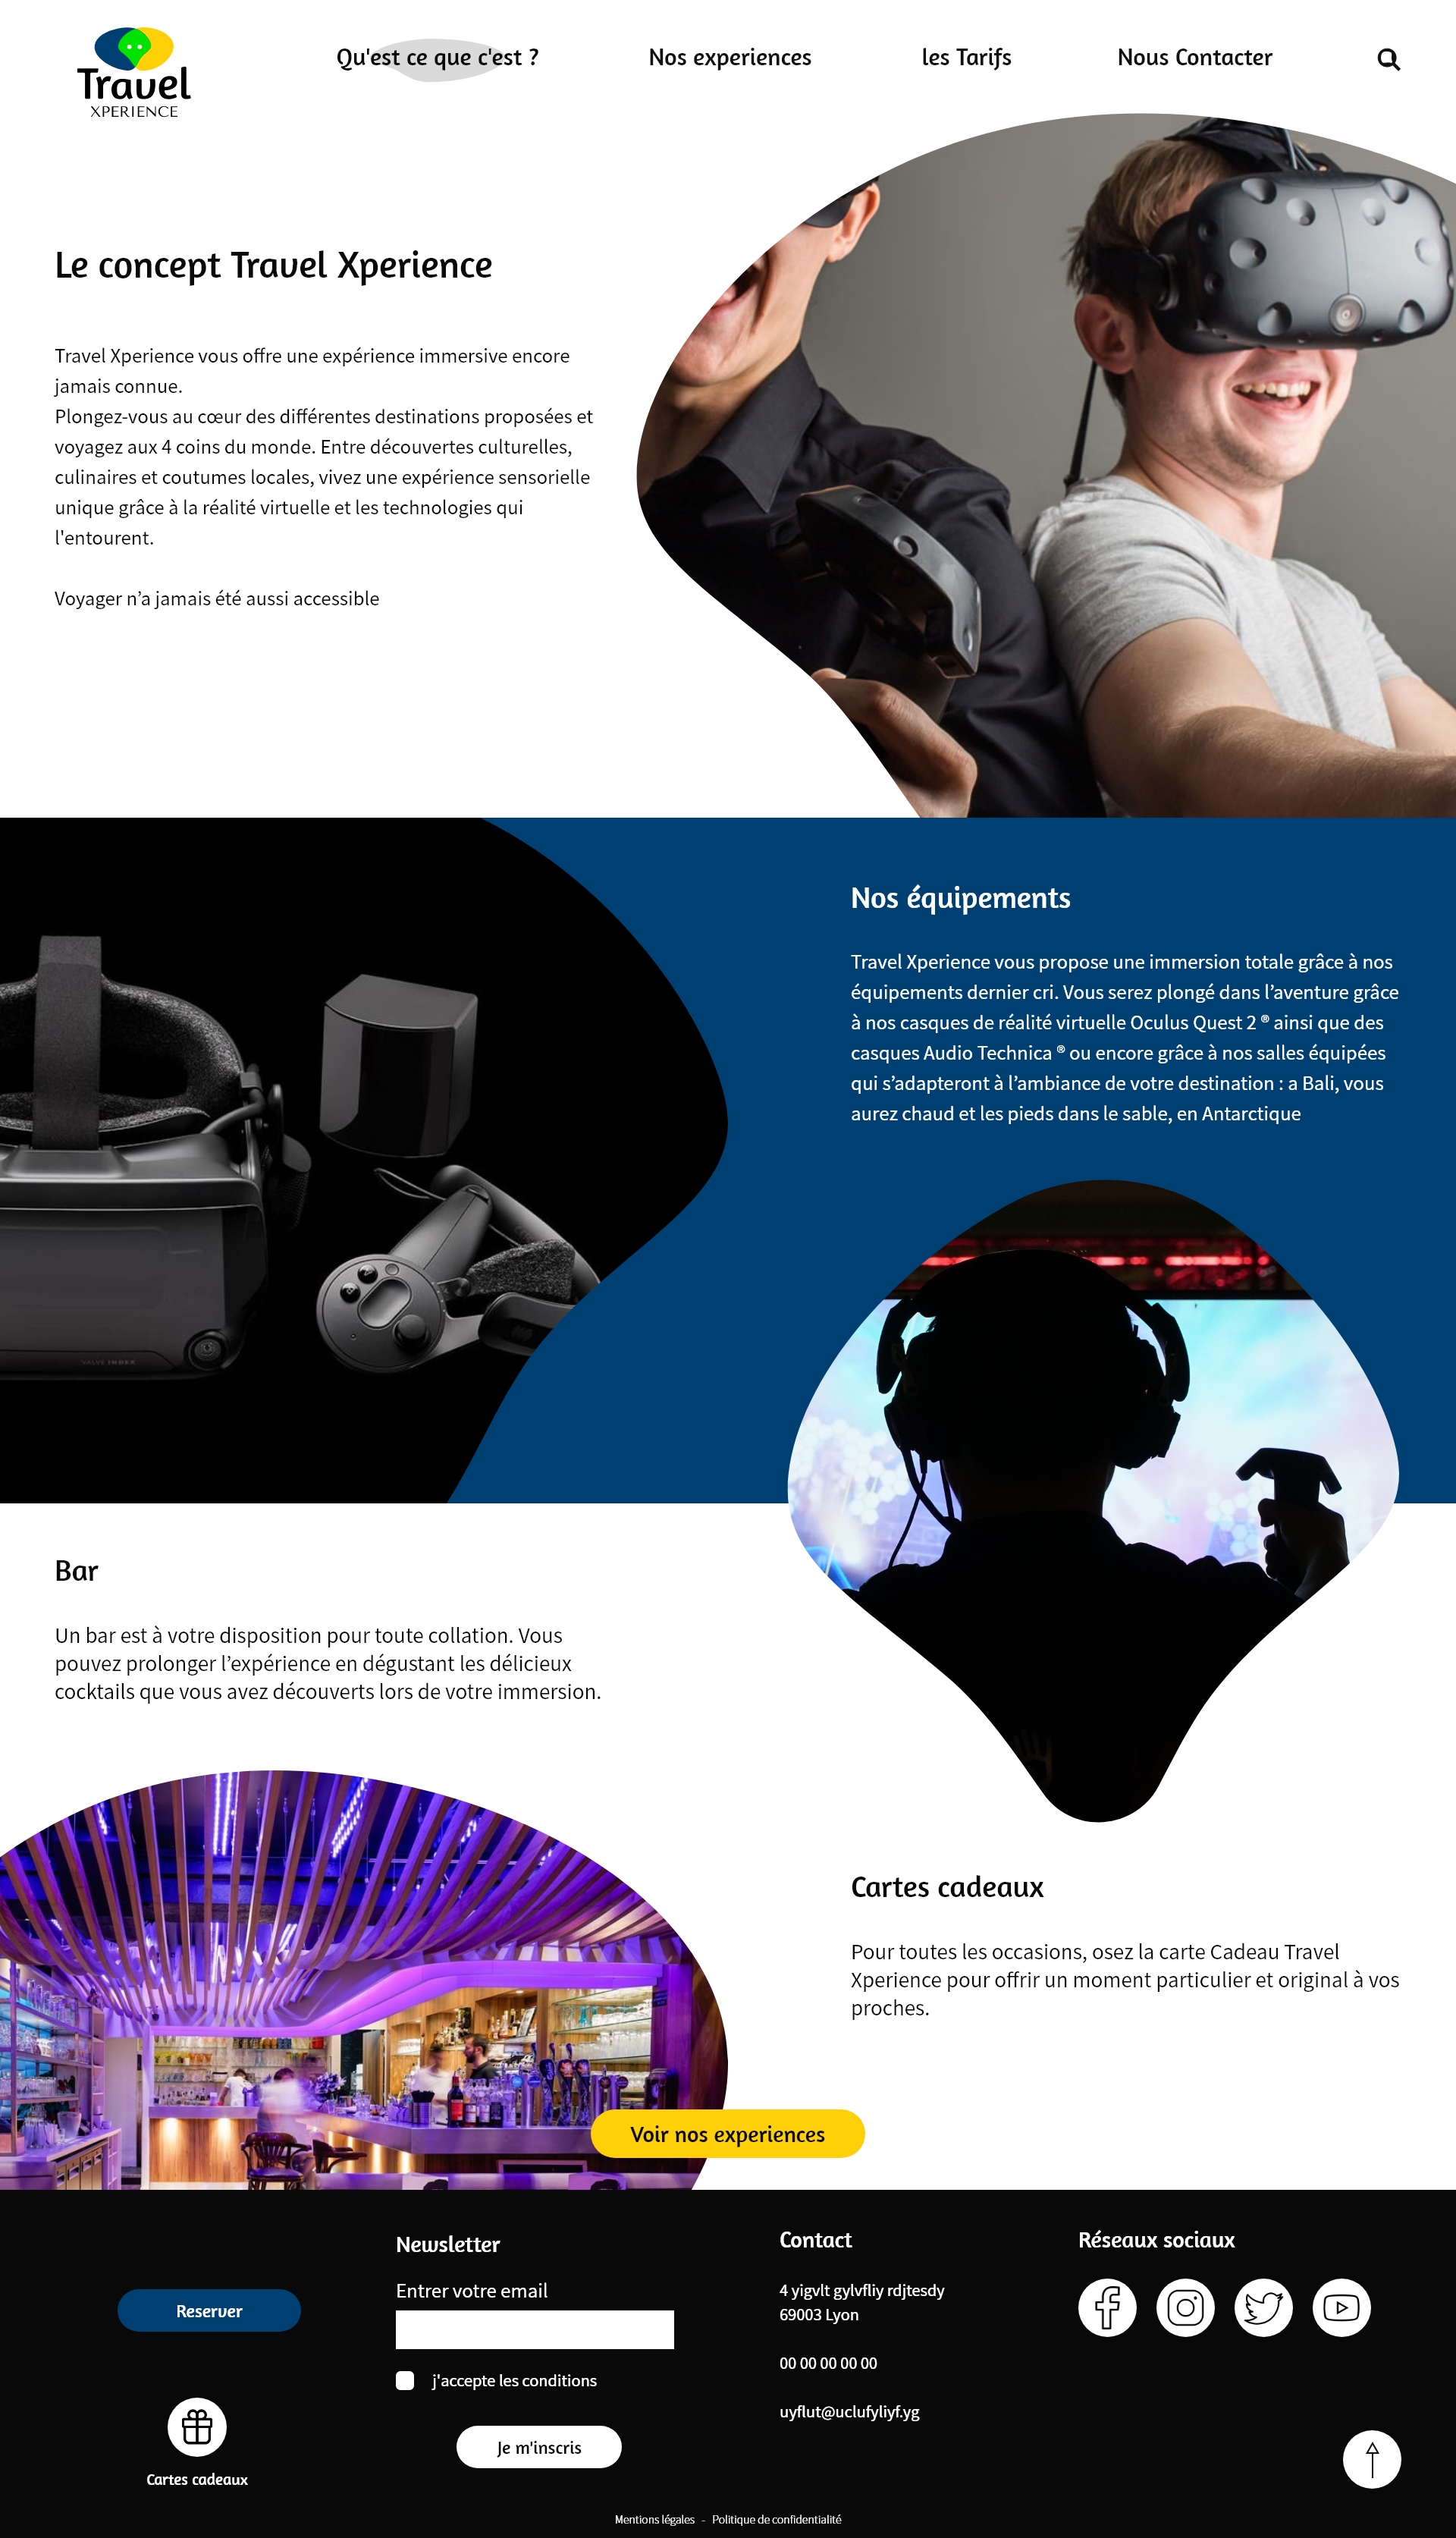 Travel
XPERIENCE
Qu'est ce que c'est ?
Nos experiences
les Tarifs
Nous Contacter
Le concept Travel Xperience
Travel Xperience vous offre une expérience immersive encore
jamais connue.
Plongez-vous au cœur des différentes destinations proposées et
voyagez aux 4 coins du monde. Entre découvertes culturelles,
culinaires et coutumes locales, vivez une expérience sensorielle
unique grâce à la réalité virtuelle et les technologies qui
l'entourent.
Voyager n’a jamais été aussi accessible
Nos équipements
Travel Xperience vous propose une immersion totale grâce à nos
équipements dernier cri. Vous serez plongé dans l’aventure grâce
à nos casques de réalité virtuelle Oculus Quest 2 ® ainsi que des
casques Audio Technica ® ou encore grâce à nos salles équipées
qui s’adapteront à l’ambiance de votre destination : a Bali, vous
aurez chaud et les pieds dans le sable, en Antarctique
VALVE INDEX
Bar
Un bar est à votre disposition pour toute collation. Vous
pouvez prolonger l’expérience en dégustant les délicieux
cocktails que vous avez découverts lors de votre immersion.
Cartes cadeaux
Pour toutes les occasions, osez la carte Cadeau Travel
Xperience pour offrir un moment particulier et original à vos
proches.
Voir nos experiences
Reserver
Cartes cadeaux
Newsletter
Entrer votre email
j'accepte les conditions
Je m'inscris
Contact
4 yigvlt gylvfliy rdjtesdy
69003 Lyon
00 00 00 00 00
uyflut@uclufyliyf.yg
Réseaux sociaux
Mentions légales - Politique de confidentialité